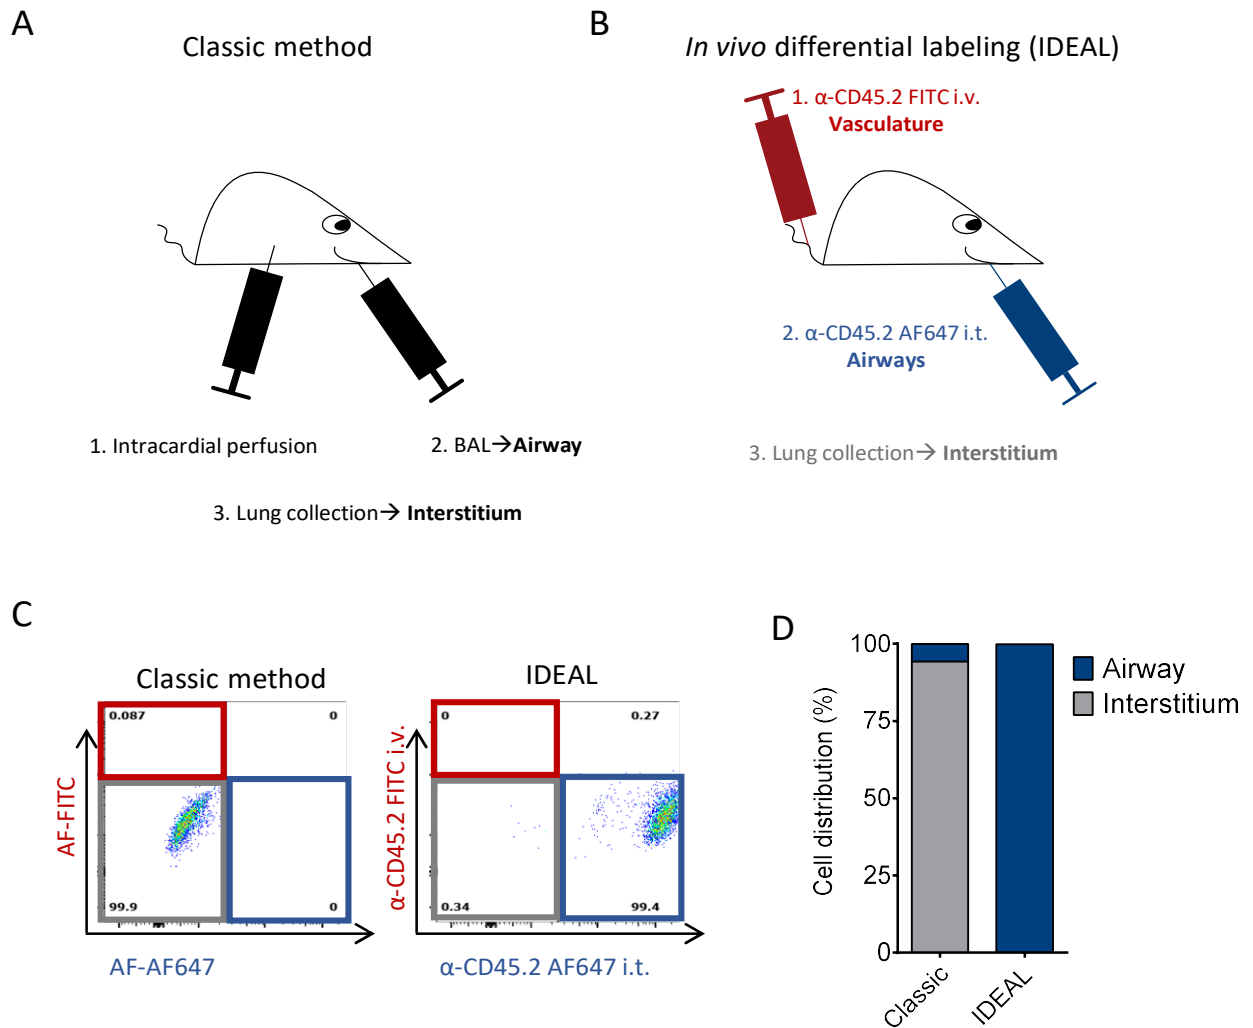 A
Classic method
1. Intracardial perfusion
2. BAL→Airway
3. Lung collection→ Interstitium
B
In vivo differential labeling (IDEAL)
1. α-CD45.2 FITC i.v.
Vasculature
2. α-CD45.2 AF647 i.t.
Airways
3. Lung collection→ Interstitium
C
Classic method
0.087
0
99.9
0
AF-FITC
AF-AF647
IDEAL
0
0.27
0.34
99.4
α-CD45.2 FITC i.v.
α-CD45.2 AF647 i.t.
D
Cell distribution (%)
100
75
50
25
0
Classic
IDEAL
Airway
Interstitium